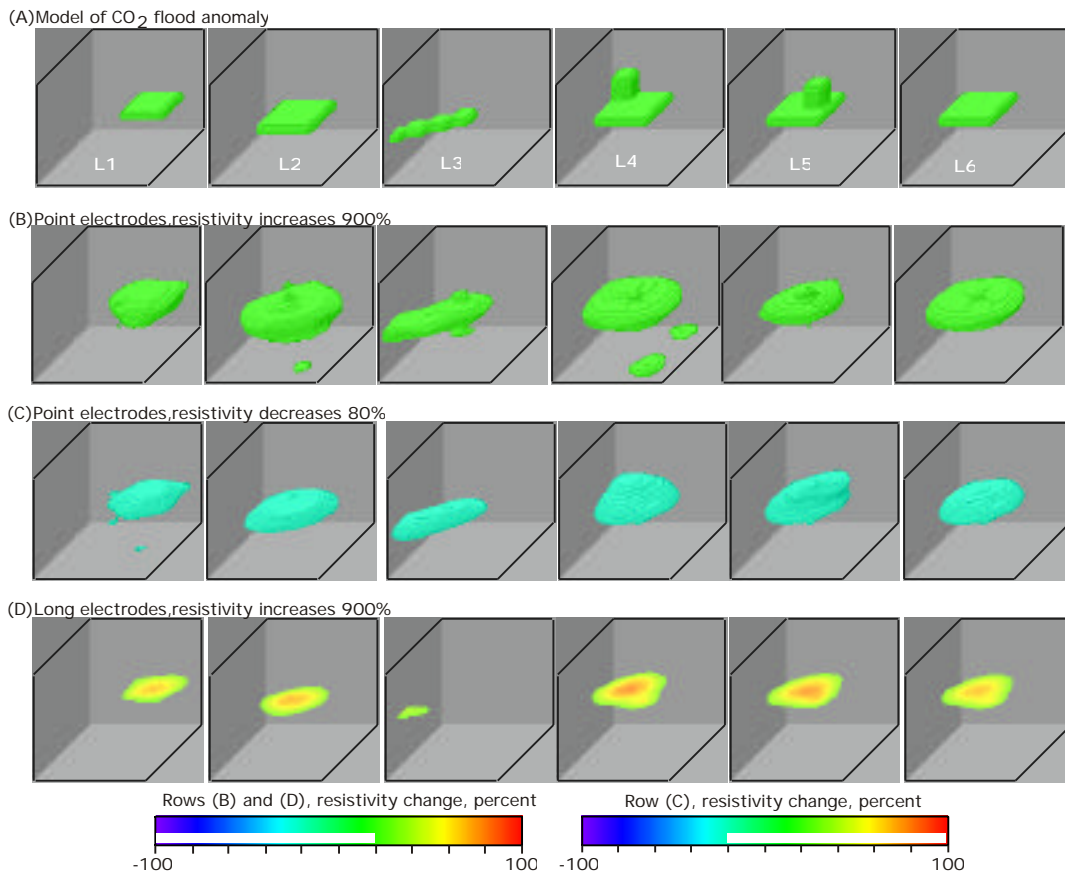 (A)Model of CO2 flood anomaly
L1 L2 L3 L4 L5 L6
(B)Point electrodes,resistivity increases 900%
(C)Point electrodes,resistivity decreases 80%
(D)Long electrodes,resistivity increases 900%
Rows (B) and (D), resistivity change, percent
-100 100
Row (C), resistivity change, percent
-100 100